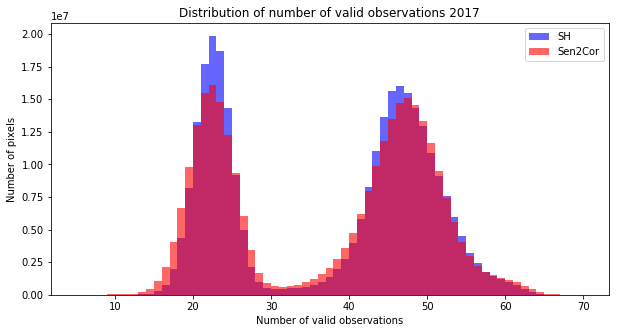 Distribution of number of valid observations 2017
1e7
SH
Sen2Cor
Number of pixels
2.00
1.75
1.50
1.25
1.00
0.75
0.50
0.25
0.00
10 20 30 40 50 60 70
Number of valid observations